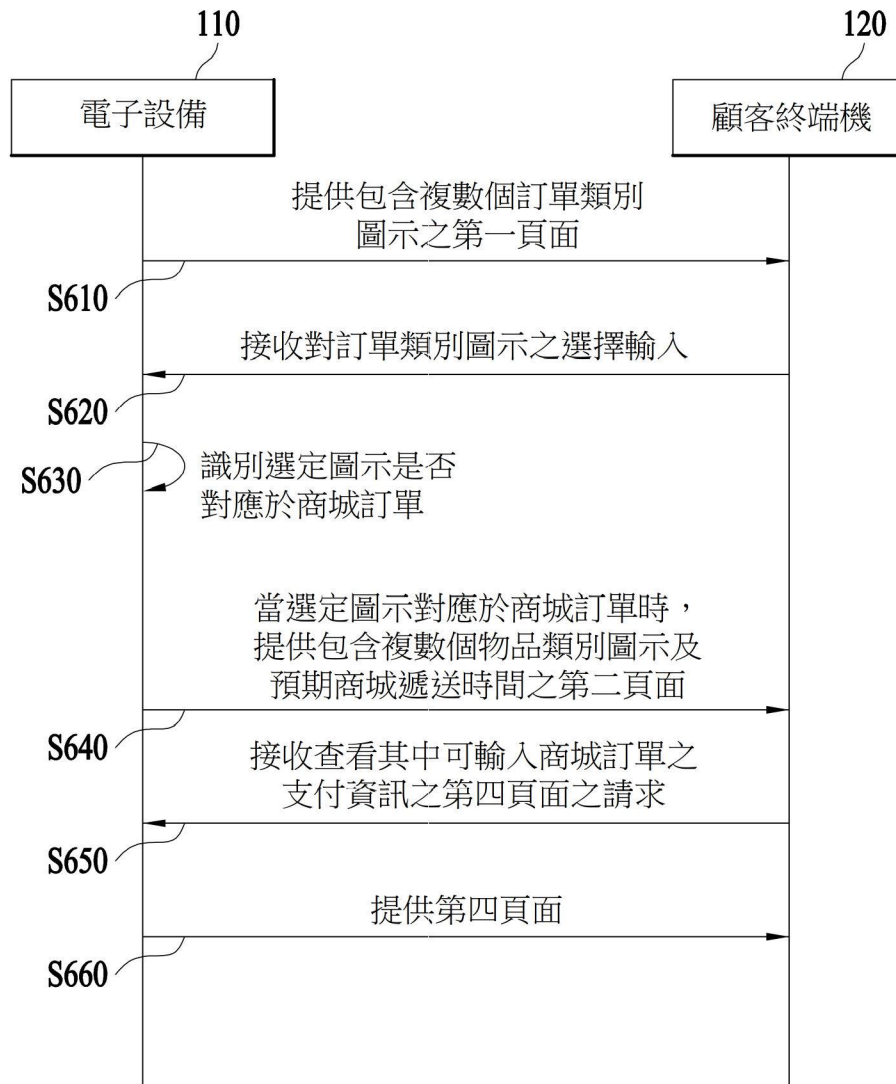 110
120
電子設備
顧客終端機
提供包含複數個訂單類別
圖示之第一頁面
S610
接收對訂單類別圖示之選擇輸入
S620
S630
識別選定圖示是否
對應於商城訂單
當選定圖示對應於商城訂單時，
提供包含複數個物品類別圖示及
預期商城遞送時間之第二頁面
S640
接收查看其中可輸入商城訂單之
支付資訊之第四頁面之請求
S650
提供第四頁面
S660